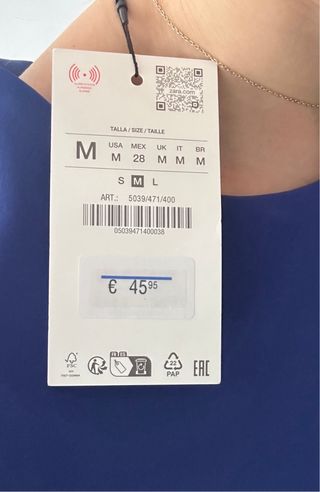 zara.com
TALLA / SIZE / TAILLE
M USA MEX UK IT BR
M 28 M M M
S M L
ART.: 5039/471/400
05039471400038
€ 45,95
FSC
FR
22
PAP
EAC